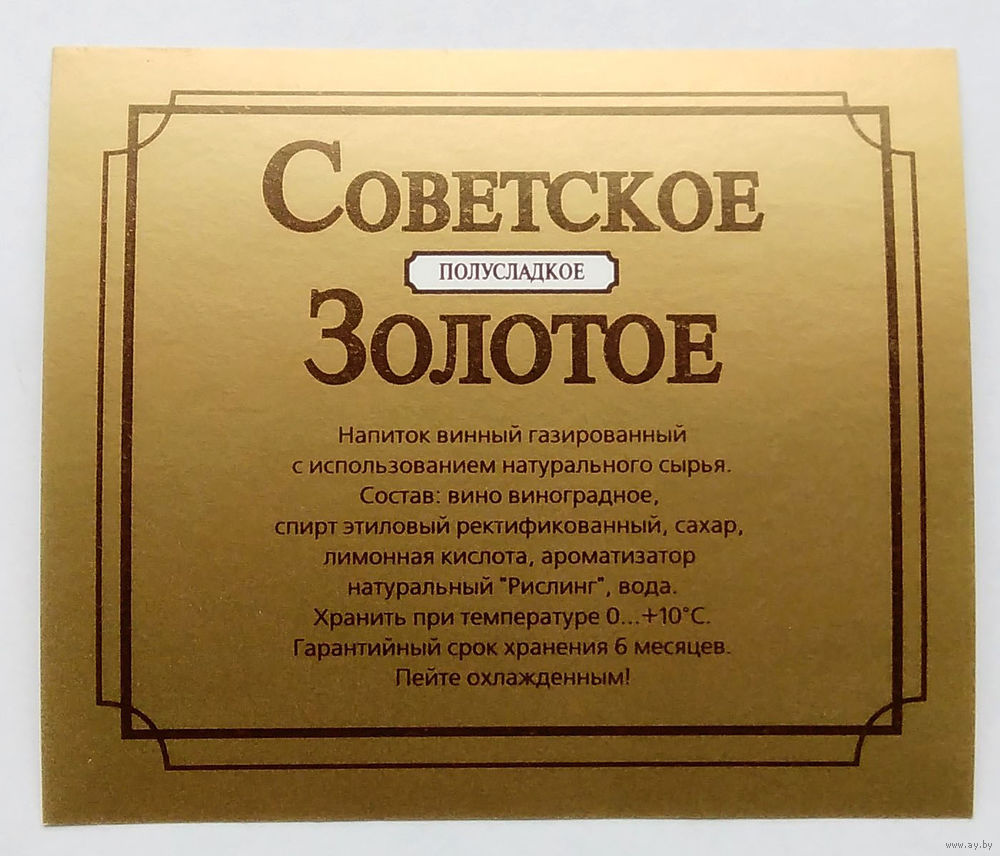 Советское
полусладкое
Золотое
Напиток винный газированный
с использованием натурального сырья.
Состав: вино виноградное,
спирт этиловый ректификованный, сахар,
лимонная кислота, ароматизатор
натуральный "Рислинг", вода.
Хранить при температуре 0...+10°С.
Гарантийный срок хранения 6 месяцев.
Пейте охлажденным!
www.ay.by